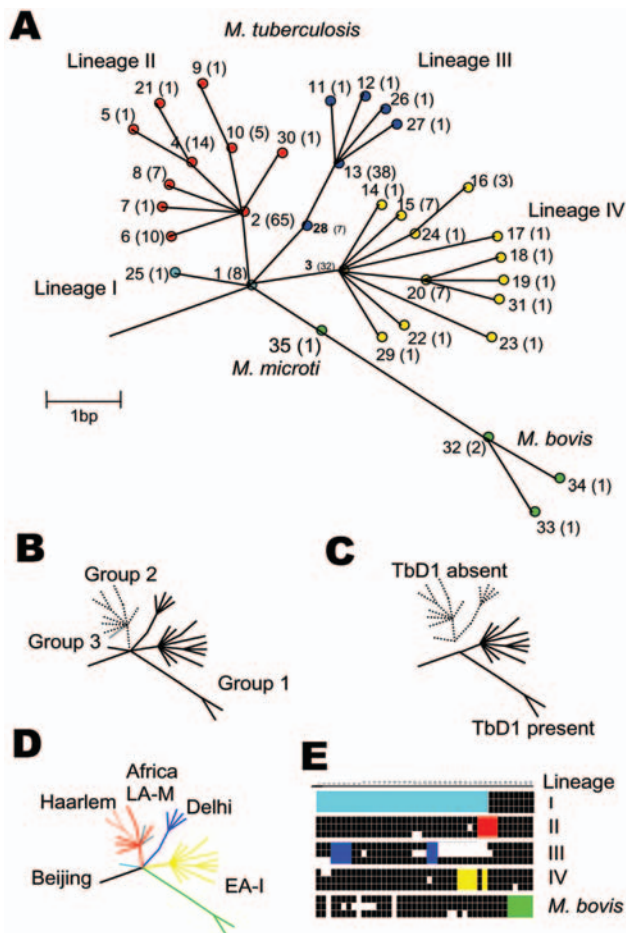 A
M. tuberculosis
Lineage II
9 (1)
21 (1)
5 (1)
4 (14)
10 (5)
30 (1)
8 (7)
7 (1)
6 (10)
2 (65)
25 (1)
1 (8)
Lineage I
Lineage III
11 (1)
12 (1)
26 (1)
27 (1)
13 (38)
28 (7)
14 (1)
15 (7)
16 (3)
Lineage IV
24 (1)
17 (1)
18 (1)
3 (32)
20 (7)
19 (1)
31 (1)
22 (1)
23 (1)
29 (1)
35 (1)
M. microti
1bp
M. bovis
32 (2)
34 (1)
33 (1)
B
Group 2
Group 3
Group 1
C
TbD1 absent
TbD1 present
D
Africa
LA-M
Haarlem
Delhi
Beijing
EA-I
E
Lineage
I
II
III
IV
M. bovis